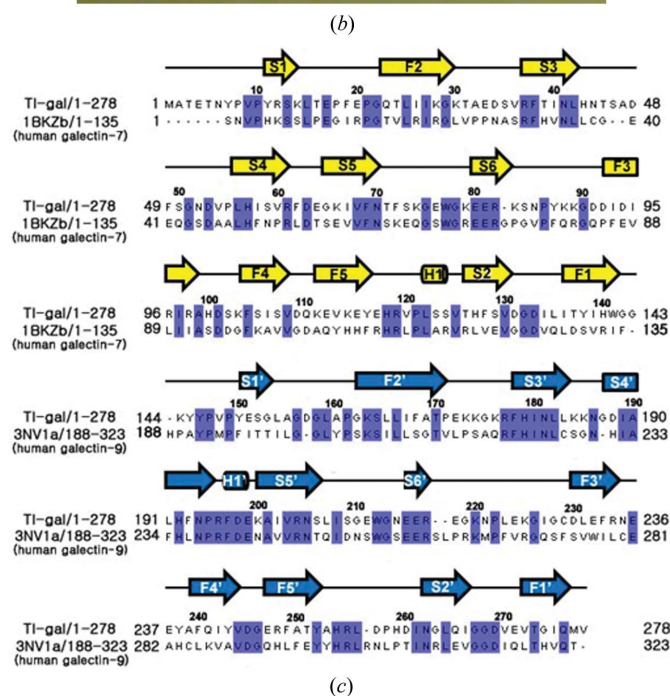 (b)
S1 F2 S3
10 20 30 40
Tl-gal/1-278 1 MATETNYPVPYRSKLTEPFEPGQTLIIKGKTAEDSVRFTINLHNTSAD 48
1BKZb/1-135 1 ------SNVPHKSSLPEGIRPGTVLRIRGLVPPNASRFHVNLLCG--E 40
(human galectin-7)
S4 S5 S6 F3
50 60 70 80 90
Tl-gal/1-278 49 FSGNDVPLHISVRFDEGKIVFNTFSKGEWGKEER-KSNPYKKGDDIDI 95
1BKZb/1-135 41 EQGSDAALHFNPRLDTSEVVFNSKEQGSWGREERGPGVPFQRGQPFEV 88
(human galectin-7)
F4 F5 H1 S2 F1
100 110 120 130 140
Tl-gal/1-278 96 RIRAHDSKFSISVDQKEVKEYEHRVPLSSVTHFSVDGDILITYIHWGG 143
1BKZb/1-135 89 LIIASDDGFKAVVGDAQYHHFRHRLPLARVRLVEVGGDVQLDSVRIF- 135
(human galectin-7)
S1' F2' S3' S4'
150 160 170 180 190
Tl-gal/1-278 144 -KYYPVPYESGLAGDGLAPGKSLLIFATPEKKGKRFHINLLKKNGDIA 190
3NV1a/188-323 188 HPAYPMPFITTILG-GLYPSKSILLSGTVLPSAQRFHINLCSGN-HIA 233
(human galectin-9)
H1' S5' S6' F3'
200 210 220 230
Tl-gal/1-278 191 LHFNPRFDEKAIVRNSLISGEWGNEER--EGKNPLEKGIGCDLEFRNE 236
3NV1a/188-323 234 FHLNPRFDENAVVRNTQIDNSWGSEERSLPRKMPFVRGQSFSVWILCE 281
(human galectin-9)
F4' F5' S2' F1'
240 250 260 270
Tl-gal/1-278 237 EYAFQIYVDGERFATYAHRL-DPHDINGLQIGGDVEVTGIQMV 278
3NV1a/188-323 282 AHCLKVAVDGQHLFEYYHRLRNLPTINRLEVGGDIQLTHVQT- 323
(human galectin-9)
(c)